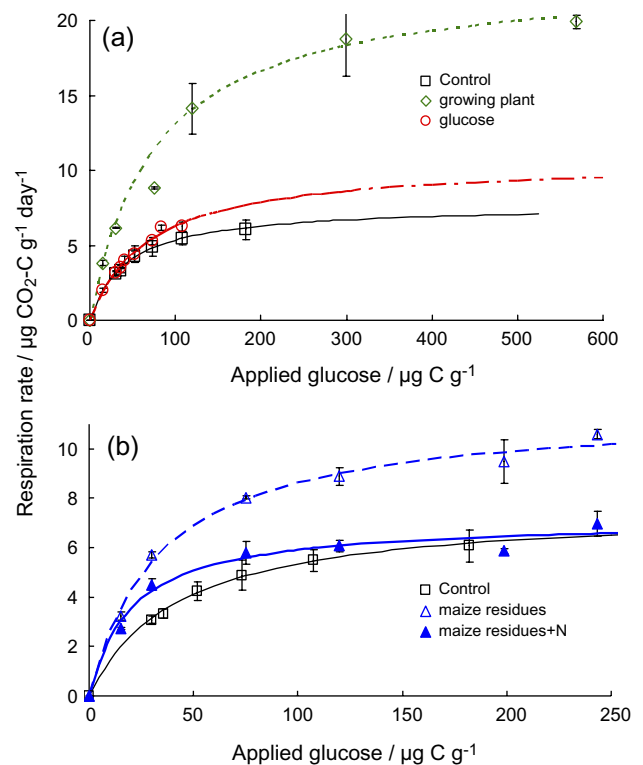 (a)
20
15
10
5
0
Control
growing plant
glucose
0 100 200 300 400 500 600
Applied glucose / µg C g⁻¹
Respiration rate / µg CO₂-C g⁻¹ day⁻¹
(b)
10
8
6
4
2
0
Control
maize residues
maize residues+N
0 50 100 150 200 250
Applied glucose / µg C g⁻¹